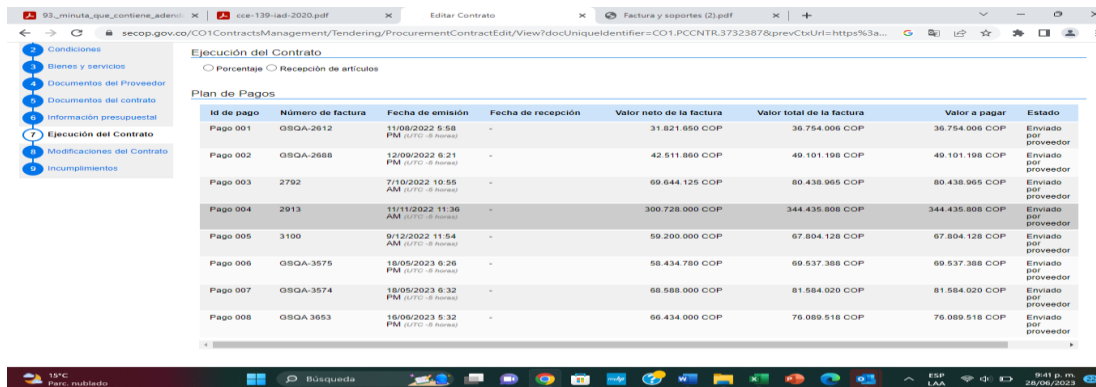 93._minuta_que_contiene_adend
cce-139-iad-2020.pdf
Editar Contrato
Factura y soportes (2).pdf
secop.gov.co/CO1ContractsManagement/Tendering/ProcurementContractEdit/View?docUniqueIdentifier=CO1.PCCNTR.3732387&prevCtxUrl=https%3a...
2 Condiciones
3 Bienes y servicios
4 Documentos del Proveedor
5 Documentos del contrato
6 Información presupuestal
7 Ejecución del Contrato
8 Modificaciones del Contrato
9 Incumplimientos
Ejecución del Contrato
Porcentaje Recepción de artículos
Plan de Pagos
Id de pago Número de factura Fecha de emisión Fecha de recepción Valor neto de la factura Valor total de la factura Valor a pagar Estado
Pago 001 GSQA-2612 11/08/2022 5:58 - 31.821.650 COP 36.754.006 COP 36.754.006 COP Enviado
PM (UTC -5 horas) por
proveedor
Pago 002 GSQA-2688 12/09/2022 6:21 - 42.511.860 COP 49.101.198 COP 49.101.198 COP Enviado
PM (UTC -5 horas) por
proveedor
Pago 003 2792 7/10/2022 10:55 - 69.644.125 COP 80.438.965 COP 80.438.965 COP Enviado
AM (UTC -5 horas) por
proveedor
Pago 004 2913 11/11/2022 11:36 - 300.728.000 COP 344.435.808 COP 344.435.808 COP Enviado
AM (UTC -5 horas) por
proveedor
Pago 005 3100 9/12/2022 11:54 - 59.200.000 COP 67.804.128 COP 67.804.128 COP Enviado
AM (UTC -5 horas) por
proveedor
Pago 006 GSQA-3575 18/05/2023 6:26 - 58.434.780 COP 69.537.388 COP 69.537.388 COP Enviado
PM (UTC -5 horas) por
proveedor
Pago 007 GSQA-3574 18/05/2023 6:32 - 68.588.000 COP 81.584.020 COP 81.584.020 COP Enviado
PM (UTC -5 horas) por
proveedor
Pago 008 GSQA 3653 16/06/2023 5:32 - 66.434.000 COP 76.089.518 COP 76.089.518 COP Enviado
PM (UTC -5 horas) por
proveedor
15°C
Parc. nublado
Búsqueda
ESP
LAA
9:41 p. m.
28/06/2023